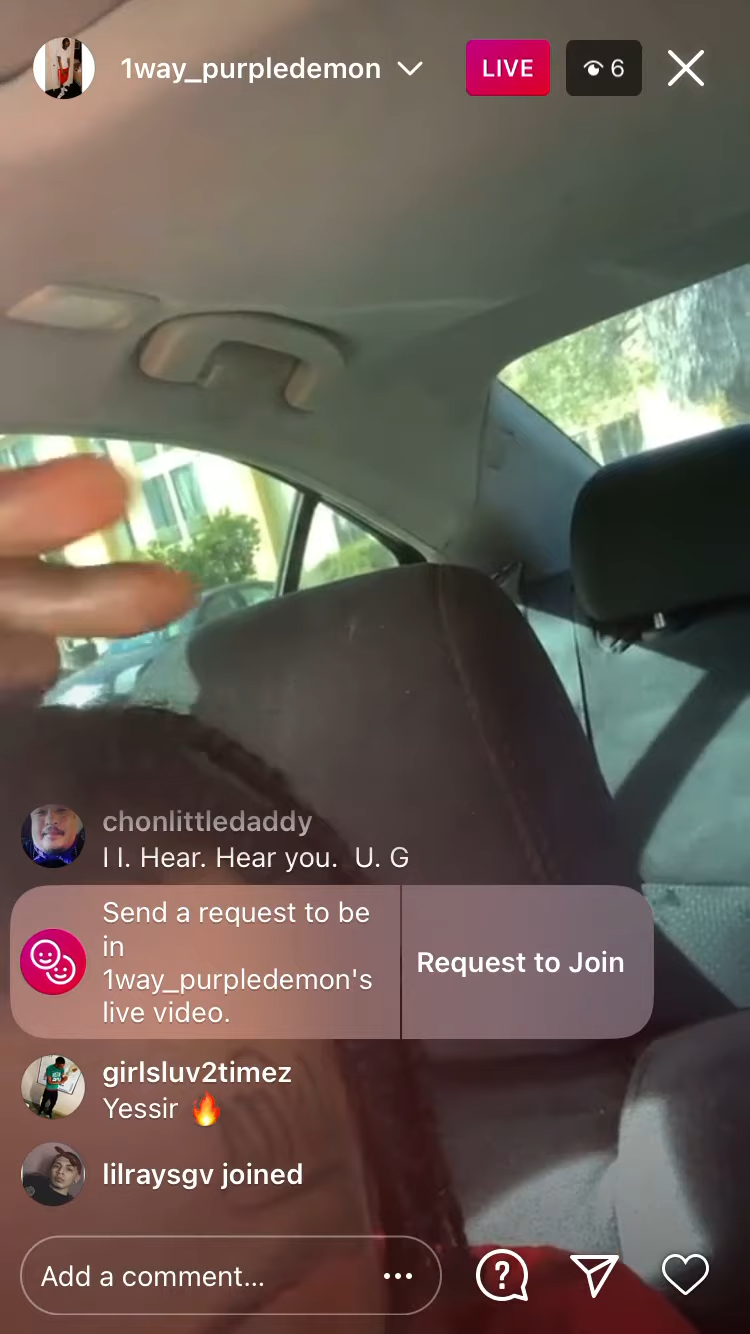 1way_purpledemon
LIVE
6
chonlittledaddy
I I. Hear. Hear you.  U. G
Send a request to be
in
1way_purpledemon's
live video.
Request to Join
girlsluv2timez
Yessir 🔥
lilraysgv joined
Add a comment...